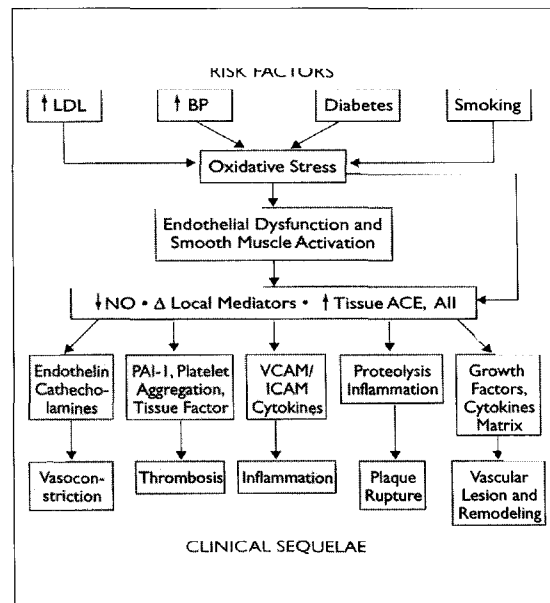 RISK FACTORS
↑ LDL
↑ BP
Diabetes
Smoking
Oxidative Stress
Endothelial Dysfunction and
Smooth Muscle Activation
↓NO • Δ Local Mediators • ↑ Tissue ACE, AII
Endothelin
Cathecho-
lamines
PAI-1, Platelet
Aggregation,
Tissue Factor
VCAM/
ICAM
Cytokines
Proteolysis
Inflammation
Growth
Factors,
Cytokines
Matrix
Vasocon-
striction
Thrombosis
Inflammation
Plaque
Rupture
Vascular
Lesion and
Remodeling
CLINICAL SEQUELAE